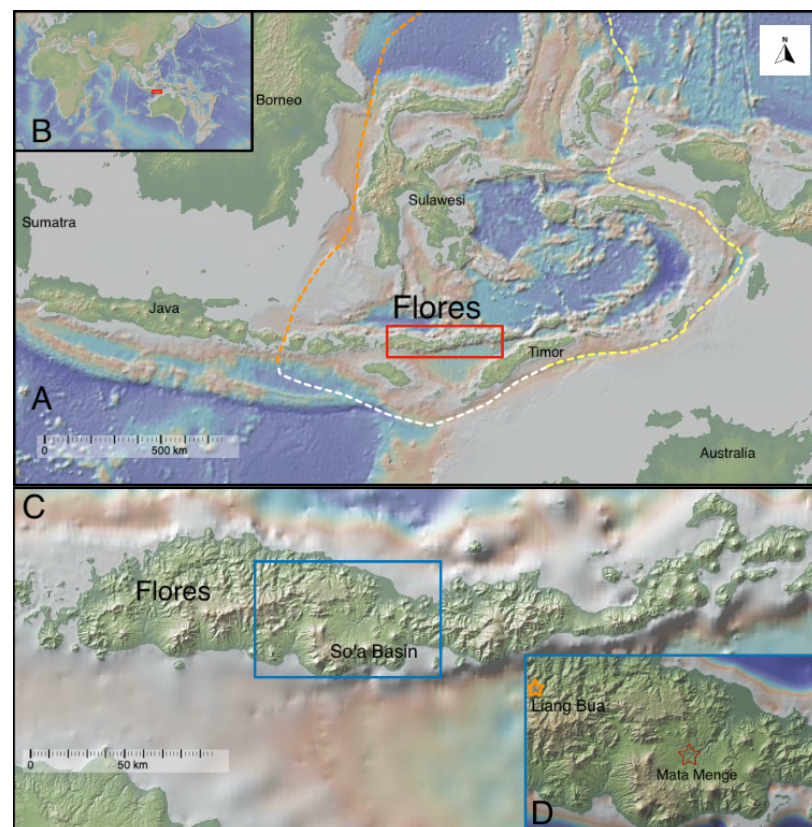 B
N
Borneo
Sumatra
Sulawesi
Java
Flores
Timor
A
0 500 km
Australia
C
Flores
So'a Basin
Liang Bua
0 50 km
Mata Menge
D